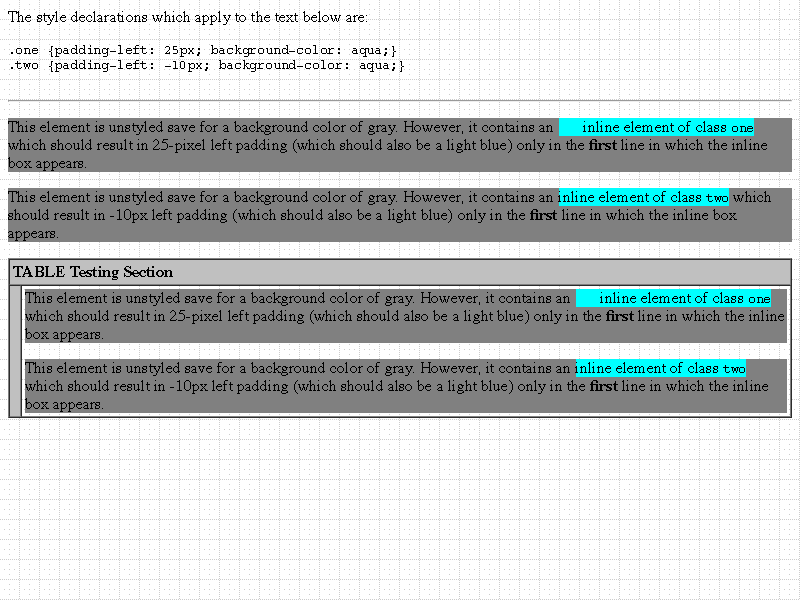 The style declarations which apply to the text below are:
.one {padding-left: 25px; background-color: aqua;}
.two {padding-left: -10px; background-color: aqua;}
This element is unstyled save for a background color of gray. However, it contains an inline element of class one
which should result in 25-pixel left padding (which should also be a light blue) only in the first line in which the inline
box appears.
This element is unstyled save for a background color of gray. However, it contains an inline element of class two which
should result in -10px left padding (which should also be a light blue) only in the first line in which the inline box
appears.
TABLE Testing Section
This element is unstyled save for a background color of gray. However, it contains an inline element of class one
which should result in 25-pixel left padding (which should also be a light blue) only in the first line in which the inline
box appears.
This element is unstyled save for a background color of gray. However, it contains an inline element of class two
which should result in -10px left padding (which should also be a light blue) only in the first line in which the inline
box appears.